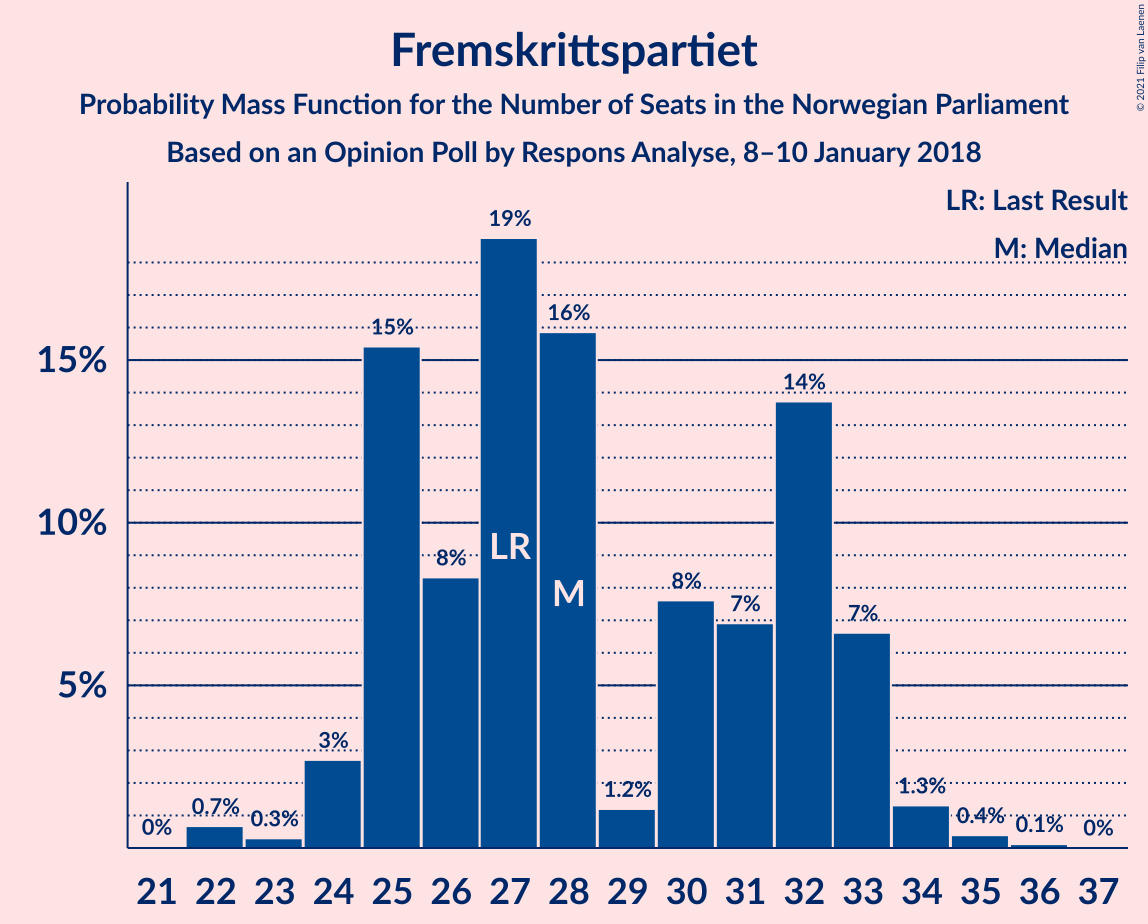 Fremskrittspartiet
Probability Mass Function for the Number of Seats in the Norwegian Parliament
Based on an Opinion Poll by Respons Analyse, 8–10 January 2018
© 2021 Filip van Laenen
LR: Last Result
M: Median
15%
10%
5%
0%
0.7%
0.3%
3%
15%
8%
19%
16%
1.2%
8%
7%
14%
7%
1.3%
0.4%
0.1%
0%
LR
M
21 22 23 24 25 26 27 28 29 30 31 32 33 34 35 36 37